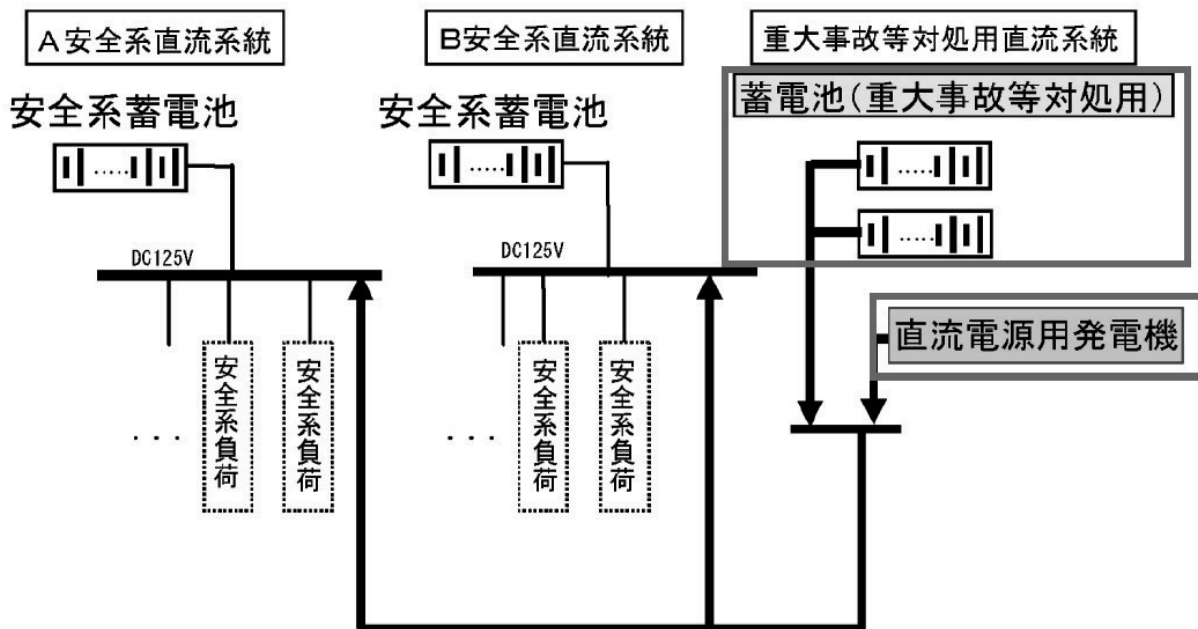 A安全系直流系統
B安全系直流系統
重大事故等対処用直流系統
安全系蓄電池
安全系蓄電池
蓄電池(重大事故等対処用)
.....
.....
.....
.....
DC125V
DC125V
直流電源用発電機
安全系負荷
安全系負荷
安全系負荷
安全系負荷
...
...